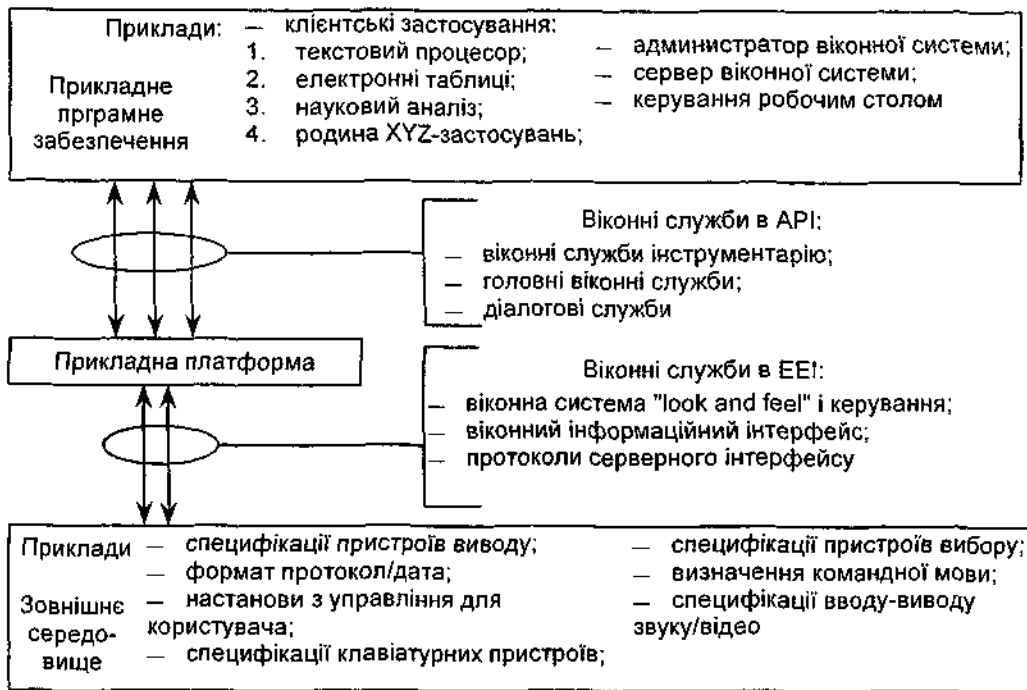 Приклади:
— клієнтські застосування:
1. текстовий процесор;
2. електронні таблиці;
3. науковий аналіз;
4. родина XYZ-застосувань;
— администратор віконної системи;
— сервер віконної системи;
— керування робочим столом
Прикладне
прграмне
забезпечення
Віконні служби в API:
— віконні служби інструментарію;
— головні віконні служби;
— діалогові служби
Прикладна платформа
Віконні служби в EEI:
— віконна система "look and feel" і керування;
— віконний інформаційний інтерфейс;
— протоколи серверного інтерфейсу
Приклади
Зовнішнє
середо-
вище
— специфікації пристроїв виводу;
— формат протокол/дата;
— настанови з управління для
користувача;
— специфікації клавіатурних пристроїв;
— специфікації пристроїв вибору;
— визначення командної мови;
— специфікації вводу-виводу
звуку/відео